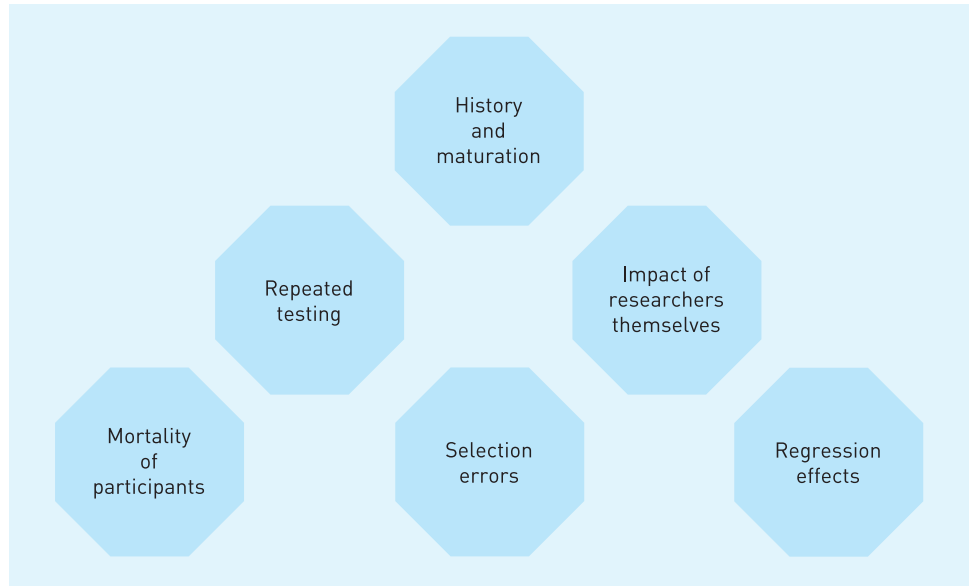 History
and
maturation
Repeated
testing
Impact of
researchers
themselves
Mortality
of
participants
Selection
errors
Regression
effects